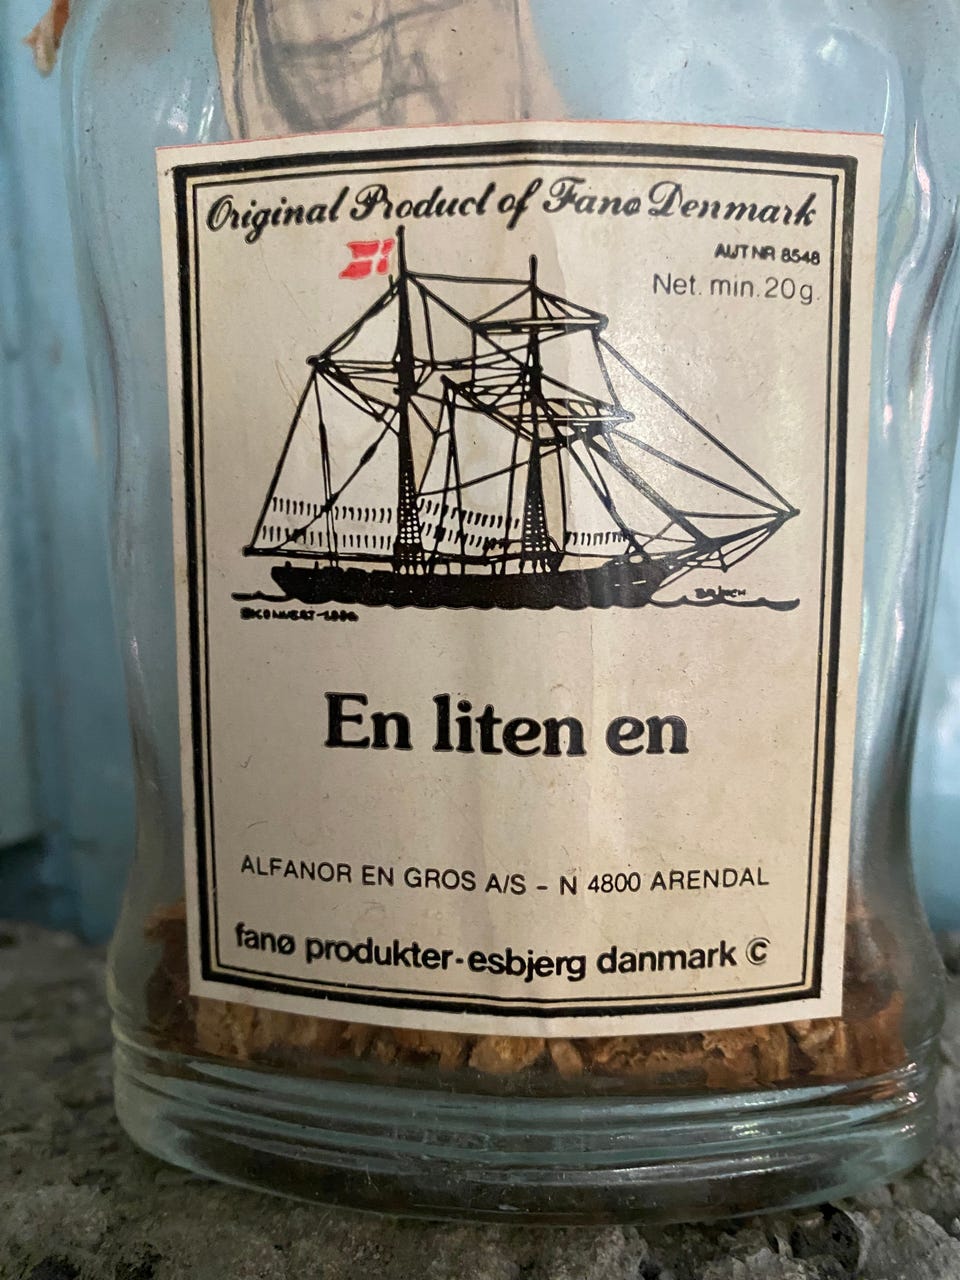 Original Product of Fanø Denmark
AUT NR 8548
Net. min. 20g.
En liten en
ALFANOR EN GROS A/S - N 4800 ARENDAL
fanø produkter-esbjerg danmark ©